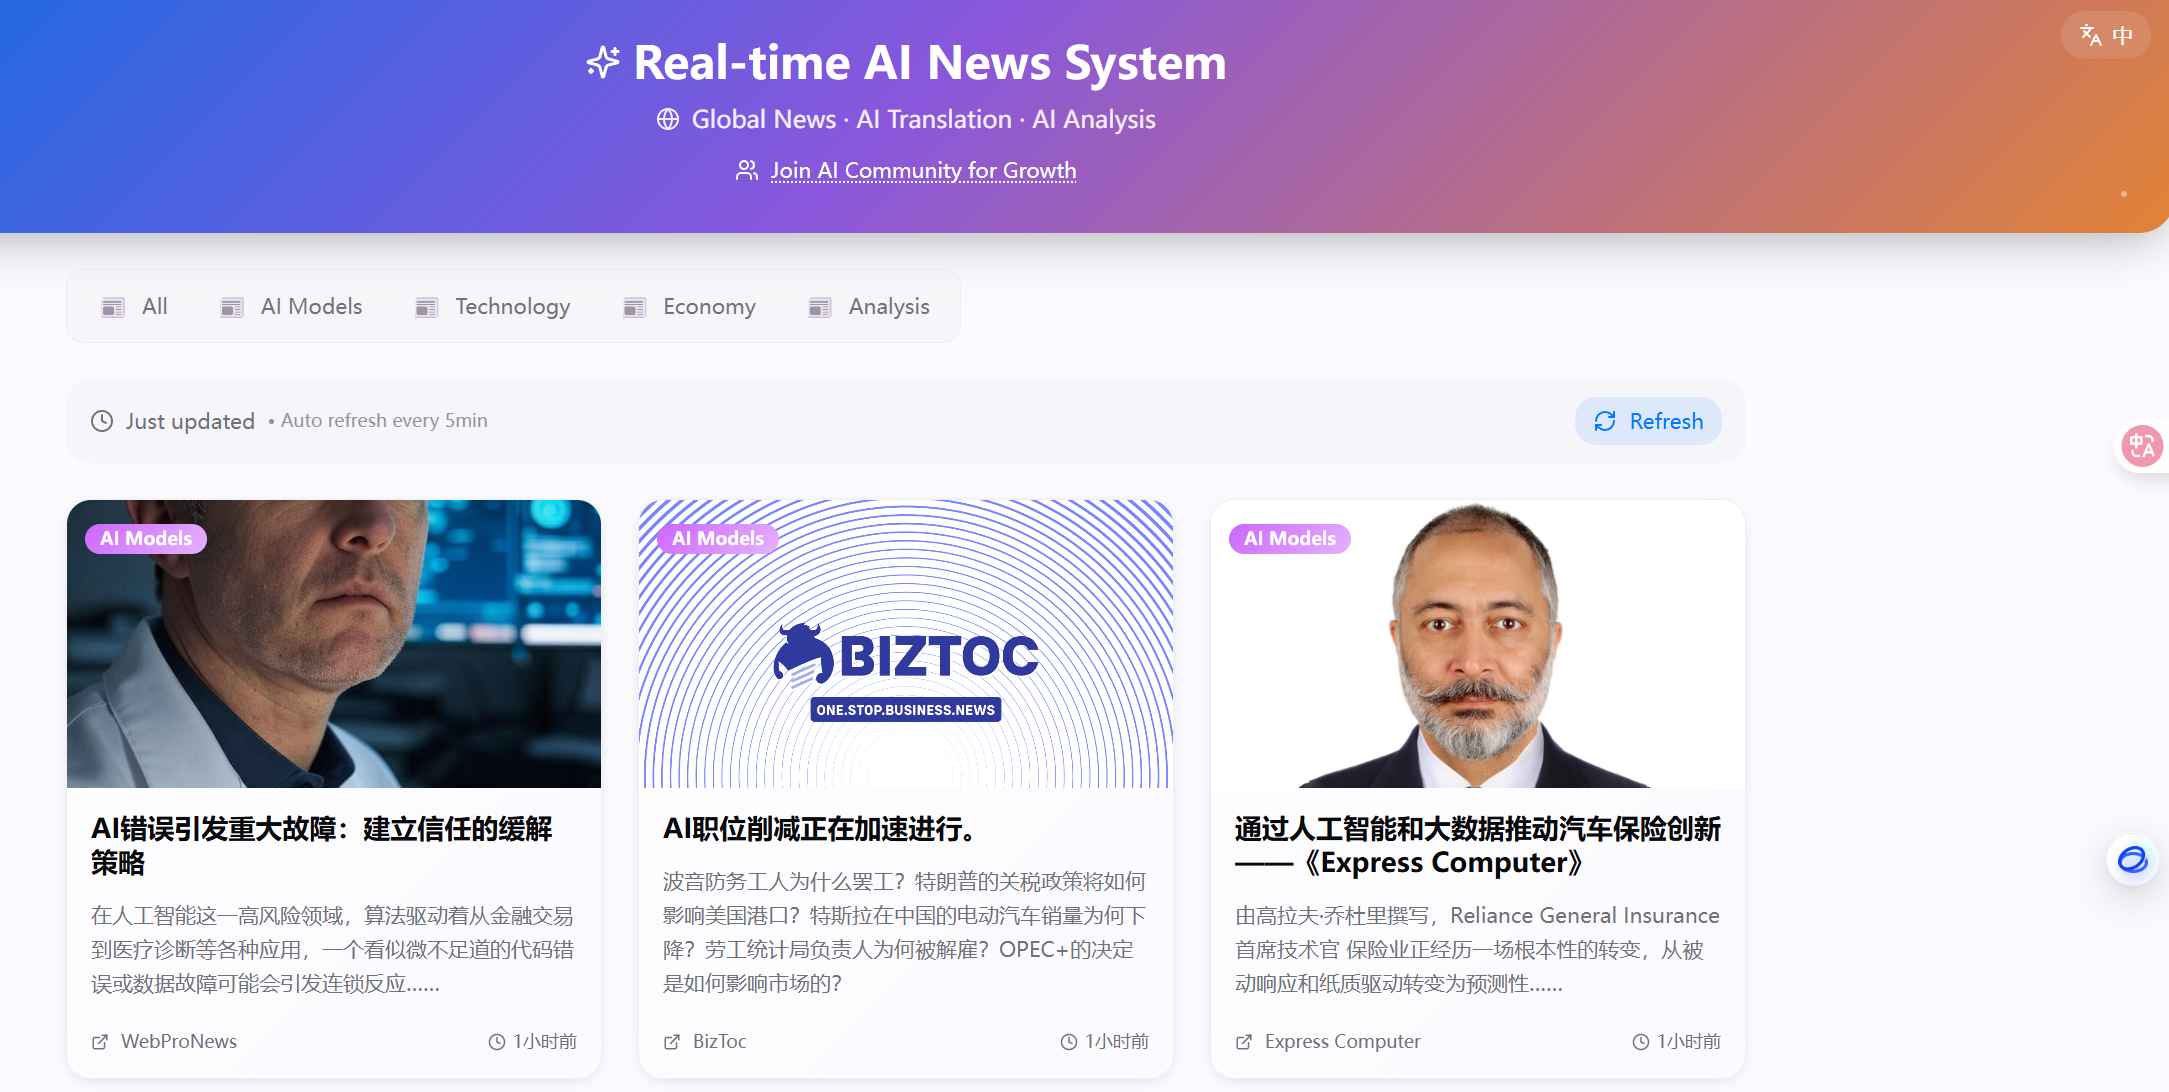 Real-time AI News System
中
Global News · AI Translation · AI Analysis
Join AI Community for Growth
All
AI Models
Technology
Economy
Analysis
Just updated
• Auto refresh every 5min
Refresh
AI Models
AI错误引发重大故障：建立信任的缓解
策略
在人工智能这一高风险领域，算法驱动着从金融交易
到医疗诊断等各种应用，一个看似微不足道的代码错
误或数据故障可能会引发连锁反应......
WebProNews
1小时前
AI Models
BIZTOC
ONE.STOP.BUSINESS.NEWS
AI职位削减正在加速进行。
波音防务工人为什么罢工？特朗普的关税政策将如何
影响美国港口？特斯拉在中国的电动汽车销量为何下
降？劳工统计局负责人为何被解雇？OPEC+的决定
是如何影响市场的？
BizToc
1小时前
AI Models
通过人工智能和大数据推动汽车保险创新
——《Express Computer》
由高拉夫·乔杜里撰写，Reliance General Insurance
首席技术官 保险业正经历一场根本性的转变，从被
动响应和纸质驱动转变为预测性......
Express Computer
1小时前